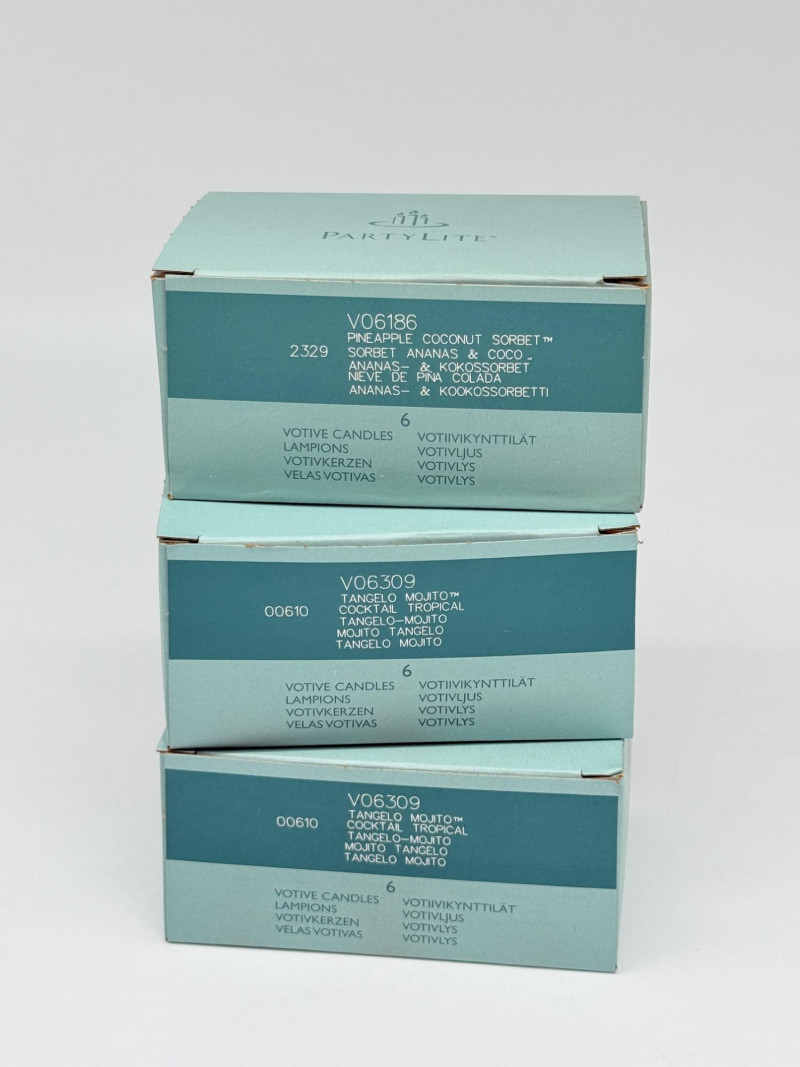 PARTYLITE®
V06186
PINEAPPLE COCONUT SORBET™
2329 SORBET ANANAS & COCO
ANANAS- & KOKOSSORBET
NIEVE DE PIÑA COLADA
ANANAS- & KOOKOSSORBETTI
6
VOTIVE CANDLES VOTIIVIKYNTTILÄT
LAMPIONS VOTIVLJUS
VOTIVKERZEN VOTIVLYS
VELAS VOTIVAS VOTIVLYS
V06309
TANGELO MOJITO™
00610 COCKTAIL TROPICAL
TANGELO-MOJITO
MOJITO TANGELO
TANGELO MOJITO
6
VOTIVE CANDLES VOTIIVIKYNTTILÄT
LAMPIONS VOTIVLJUS
VOTIVKERZEN VOTIVLYS
VELAS VOTIVAS VOTIVLYS
V06309
TANGELO MOJITO™
00610 COCKTAIL TROPICAL
TANGELO-MOJITO
MOJITO TANGELO
TANGELO MOJITO
6
VOTIVE CANDLES VOTIIVIKYNTTILÄT
LAMPIONS VOTIVLJUS
VOTIVKERZEN VOTIVLYS
VELAS VOTIVAS VOTIVLYS